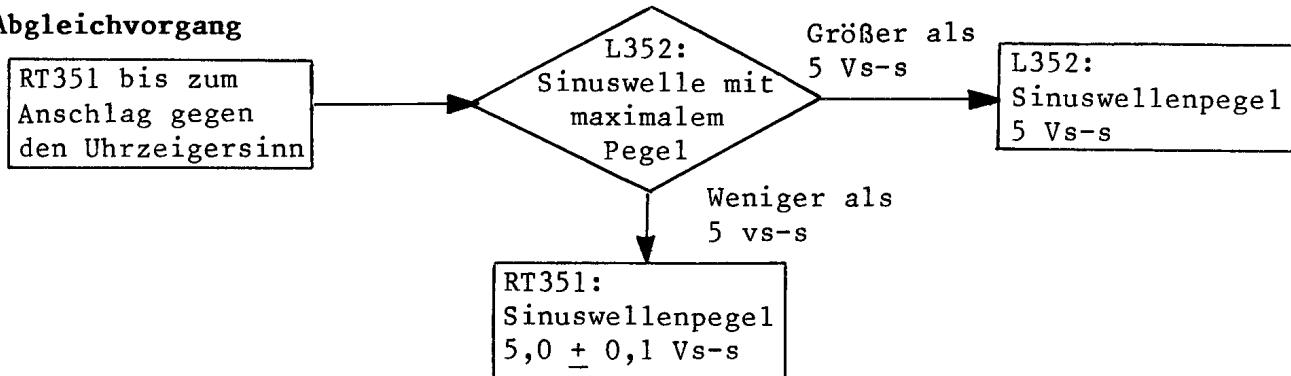 Abgleichvorgang
RT351 bis zum
Anschlag gegen
den Uhrzeigersinn
L352:
Sinuswelle mit
maximalem
Pegel
Größer als
5 Vs-s
L352:
Sinuswellenpegel
5 Vs-s
Weniger als
5 vs-s
RT351:
Sinuswellenpegel
5,0 ± 0,1 Vs-s